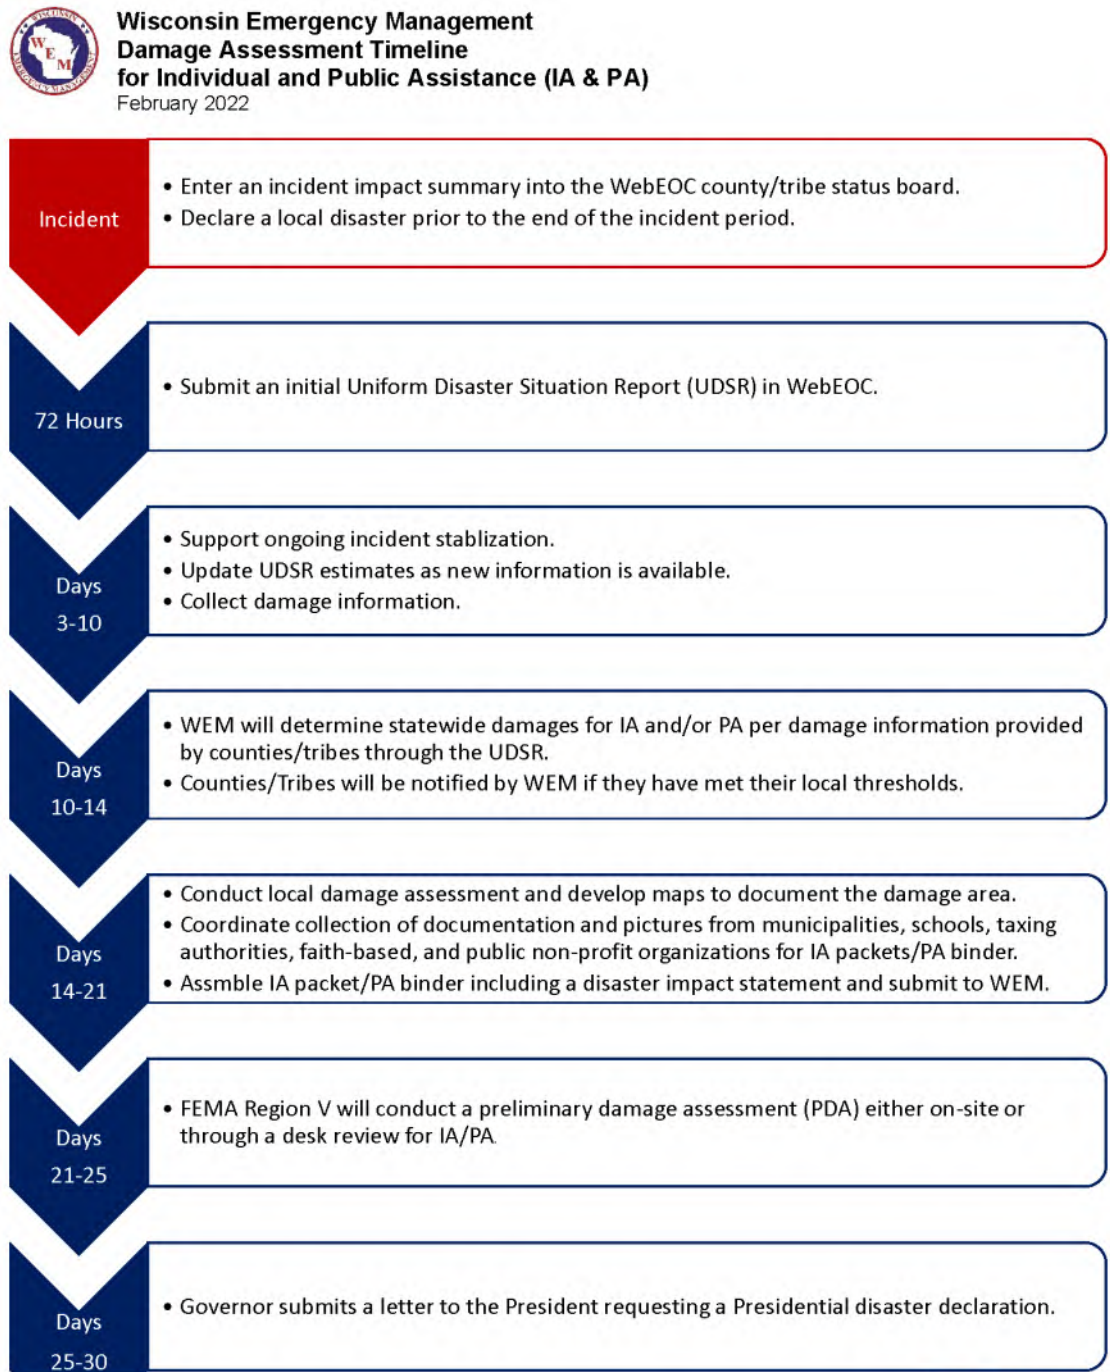 WISCONSIN
WEM
EMERGENCY MANAGEMENT
Wisconsin Emergency Management
Damage Assessment Timeline
for Individual and Public Assistance (IA & PA)
February 2022
Incident
• Enter an incident impact summary into the WebEOC county/tribe status board.
• Declare a local disaster prior to the end of the incident period.
72 Hours
• Submit an initial Uniform Disaster Situation Report (UDSR) in WebEOC.
Days
3-10
• Support ongoing incident stablization.
• Update UDSR estimates as new information is available.
• Collect damage information.
Days
10-14
• WEM will determine statewide damages for IA and/or PA per damage information provided
by counties/tribes through the UDSR.
• Counties/Tribes will be notified by WEM if they have met their local thresholds.
Days
14-21
• Conduct local damage assessment and develop maps to document the damage area.
• Coordinate collection of documentation and pictures from municipalities, schools, taxing
authorities, faith-based, and public non-profit organizations for IA packets/PA binder.
• Assmble IA packet/PA binder including a disaster impact statement and submit to WEM.
Days
21-25
• FEMA Region V will conduct a preliminary damage assessment (PDA) either on-site or
through a desk review for IA/PA.
Days
25-30
• Governor submits a letter to the President requesting a Presidential disaster declaration.